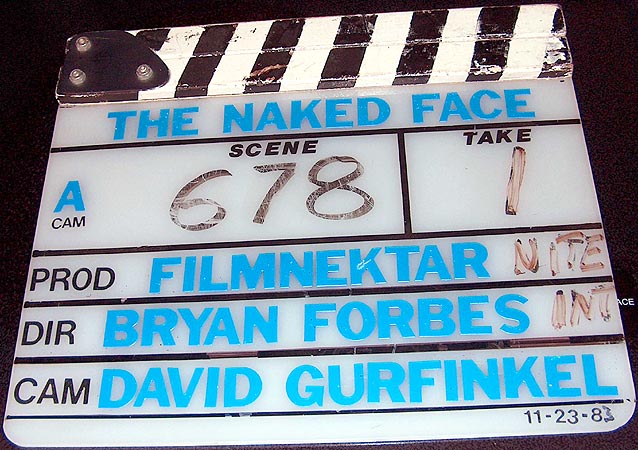 THE NAKED FACE
SCENE TAKE
A 678 1
CAM
PROD FILMNEKTAR NITE
DIR BRYAN FORBES INT
ACE
CAM DAVID GURFINKEL
11-23-83